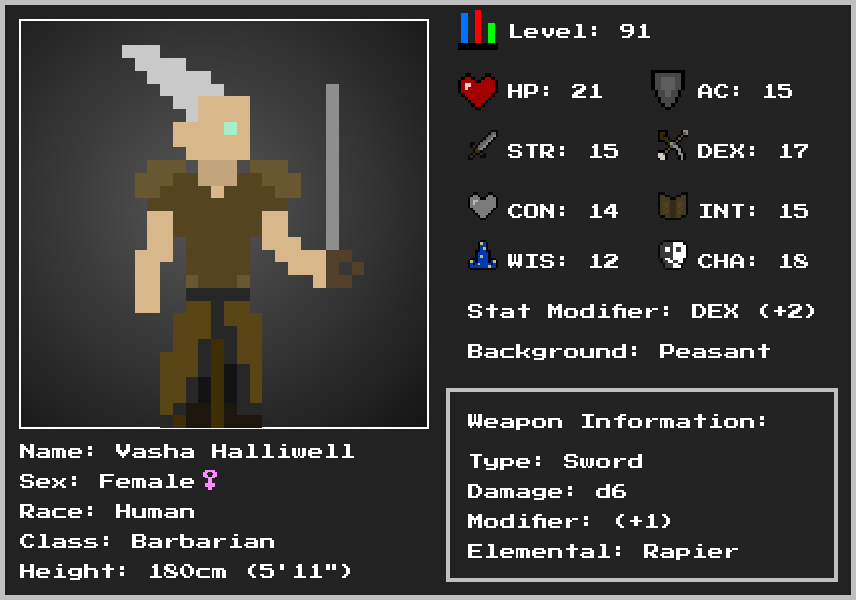 Level: 91
HP: 21 AC: 15
STR: 15 DEX: 17
CON: 14 INT: 15
WIS: 12 CHA: 18
Stat Modifier: DEX (+2)
Background: Peasant
Weapon Information:
Type: Sword
Damage: d6
Modifier: (+1)
Elemental: Rapier
Name: Vasha Halliwell
Sex: Female♀
Race: Human
Class: Barbarian
Height: 180cm (5'11")